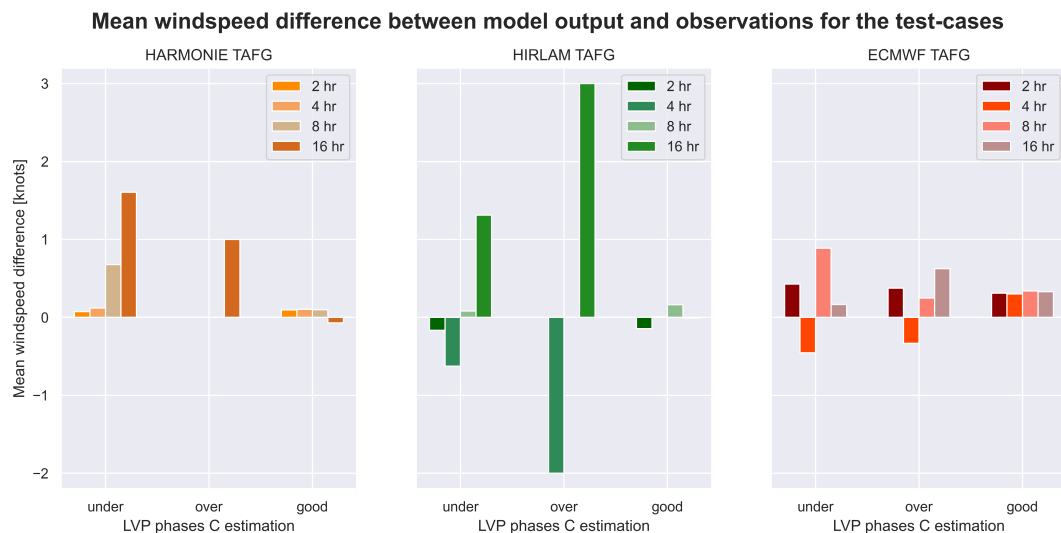 Mean windspeed difference between model output and observations for the test-cases
HARMONIE TAFG
HIRLAM TAFG
ECMWF TAFG
Mean windspeed difference [knots]
3
2
1
0
−1
−2
2 hr
4 hr
8 hr
16 hr
under
over
good
LVP phases C estimation
2 hr
4 hr
8 hr
16 hr
under
over
good
LVP phases C estimation
2 hr
4 hr
8 hr
16 hr
under
over
good
LVP phases C estimation